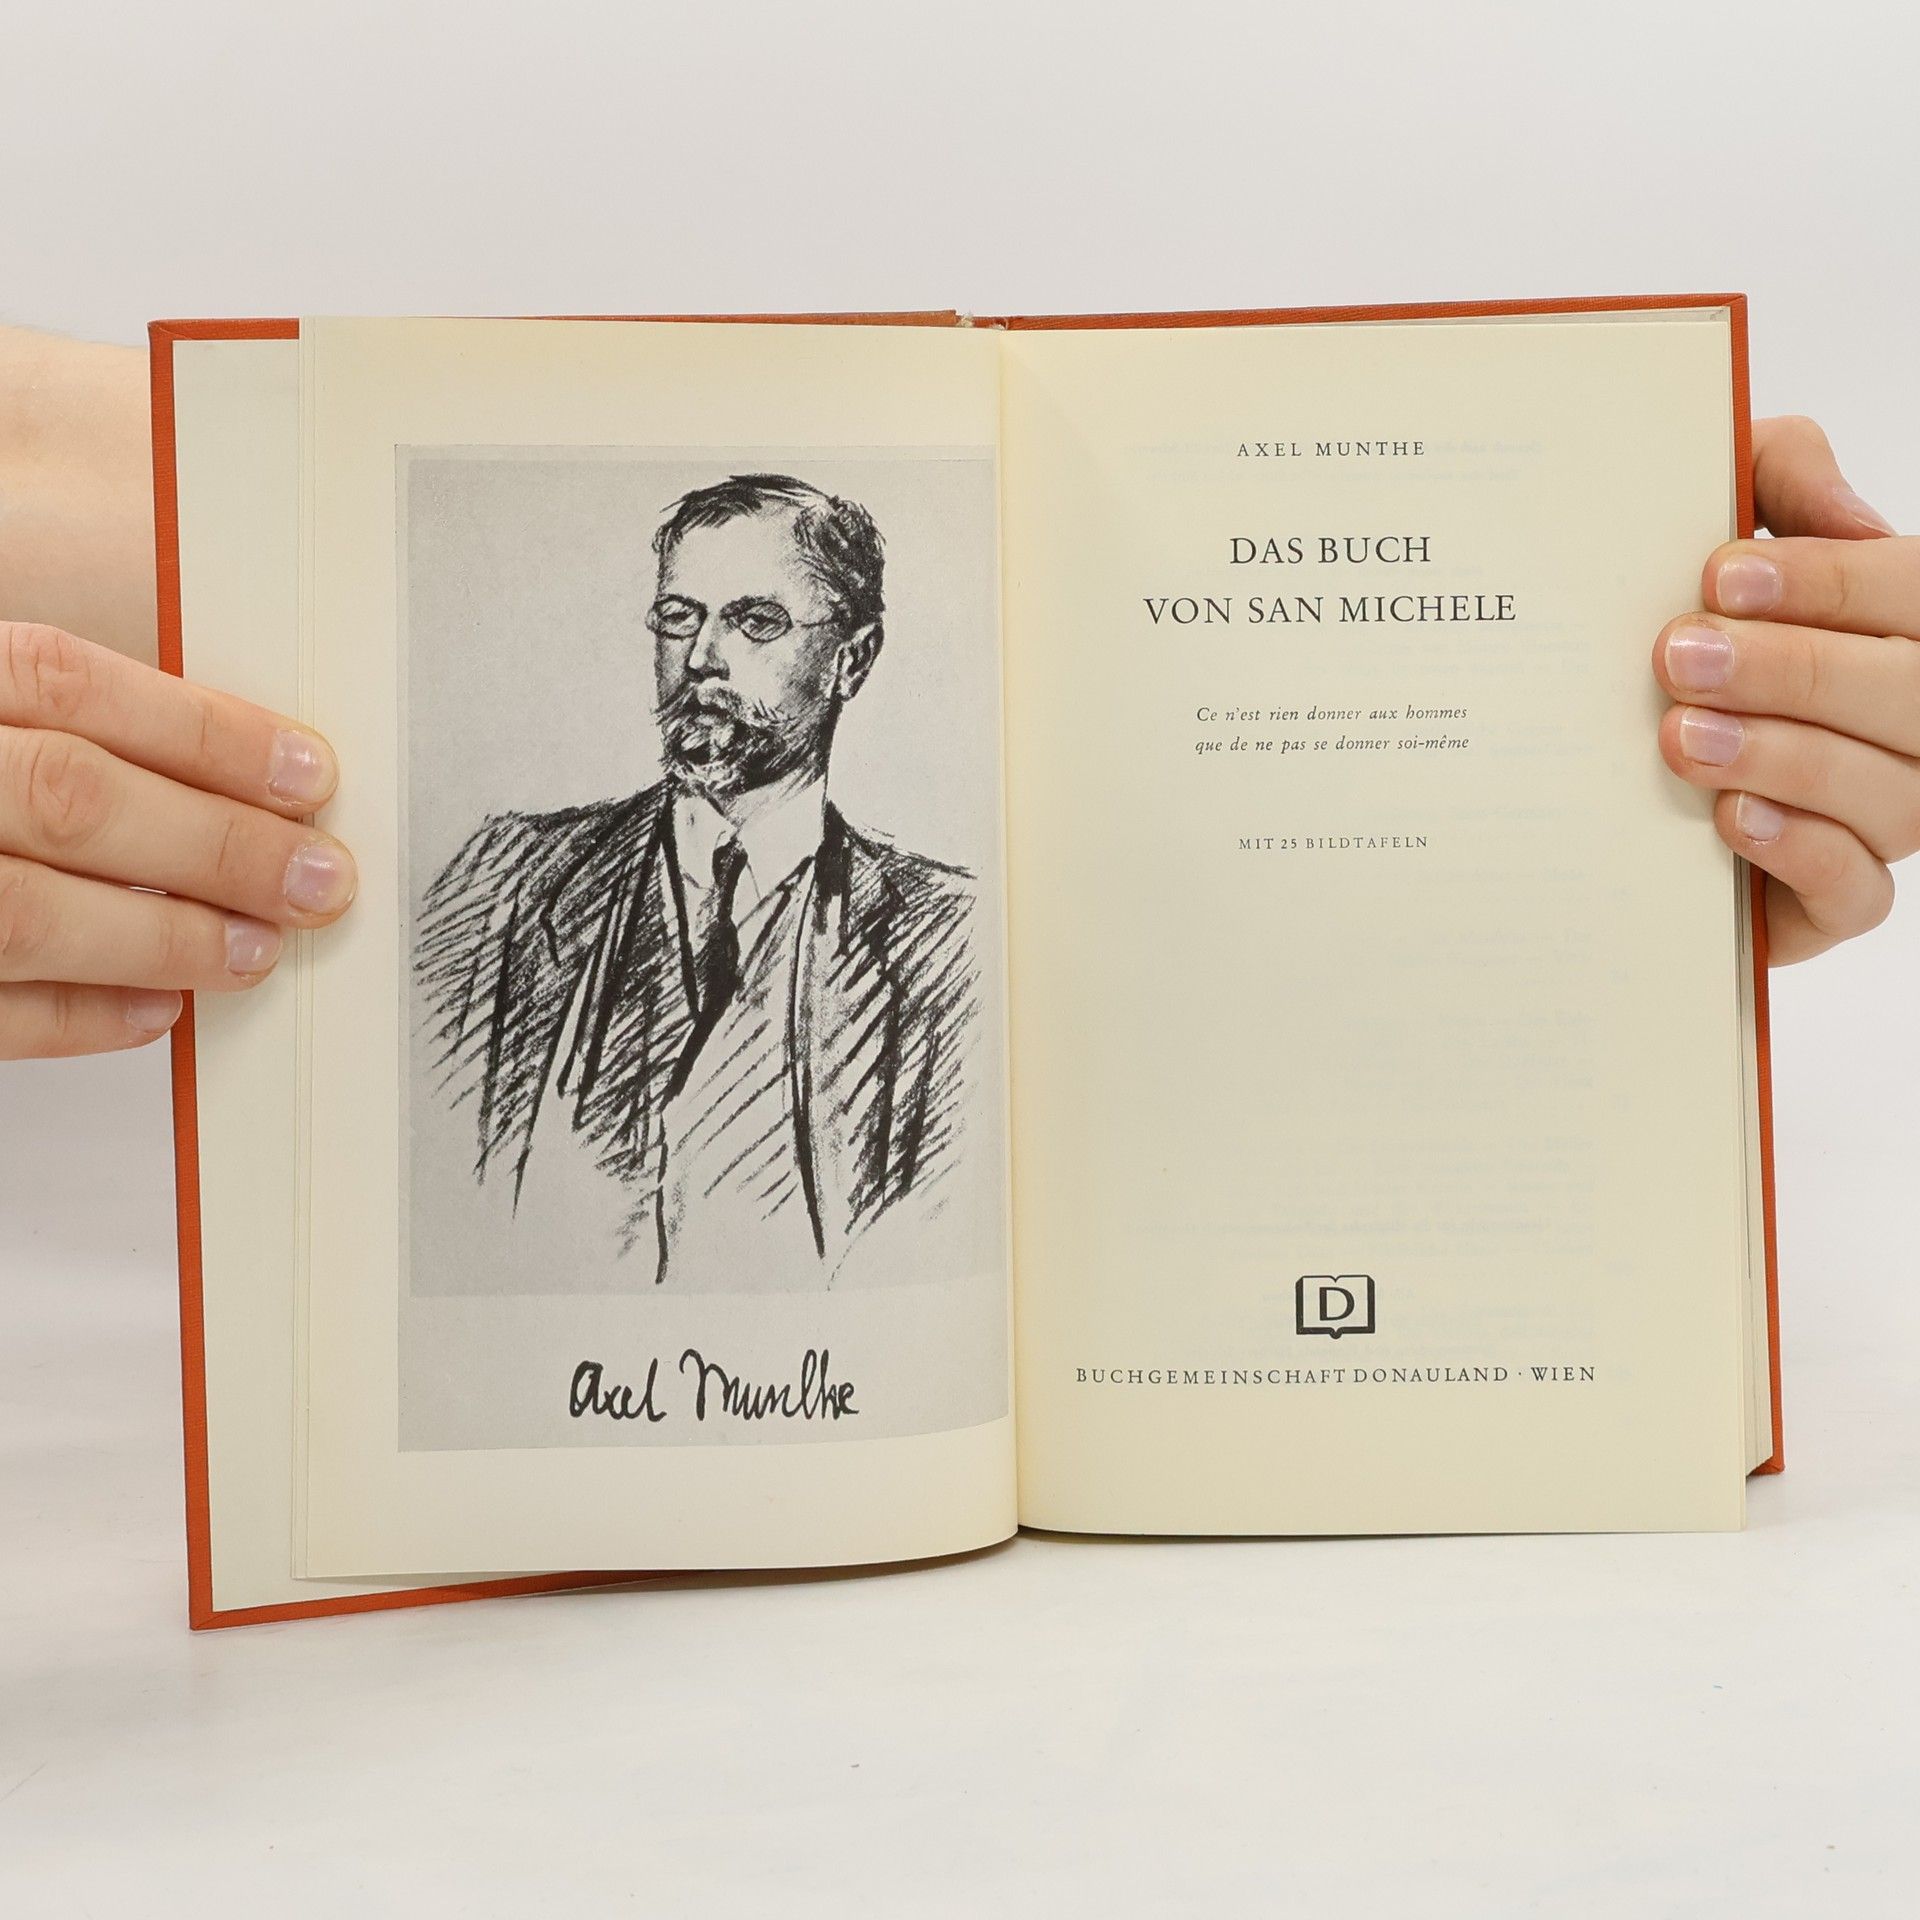 Axel Munthe
AXEL MUNTHE
DAS BUCH
VON SAN MICHELE
Ce n'est rien donner aux hommes
que de ne pas se donner soi-même
MIT 25 BILDTAFELN
D
BUCHGEMEINSCHAFT DONAULAND · WIEN